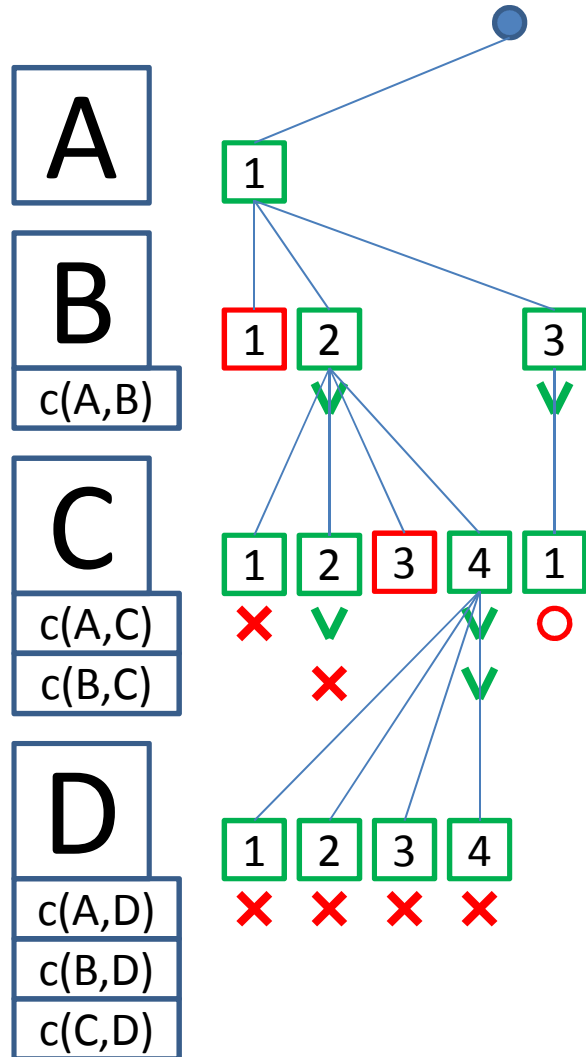 A
1
B
1 2 3
c(A,B)
C
1 2 3 4 1
c(A,C)
c(B,C)
D
1 2 3 4
c(A,D)
c(B,D)
c(C,D)